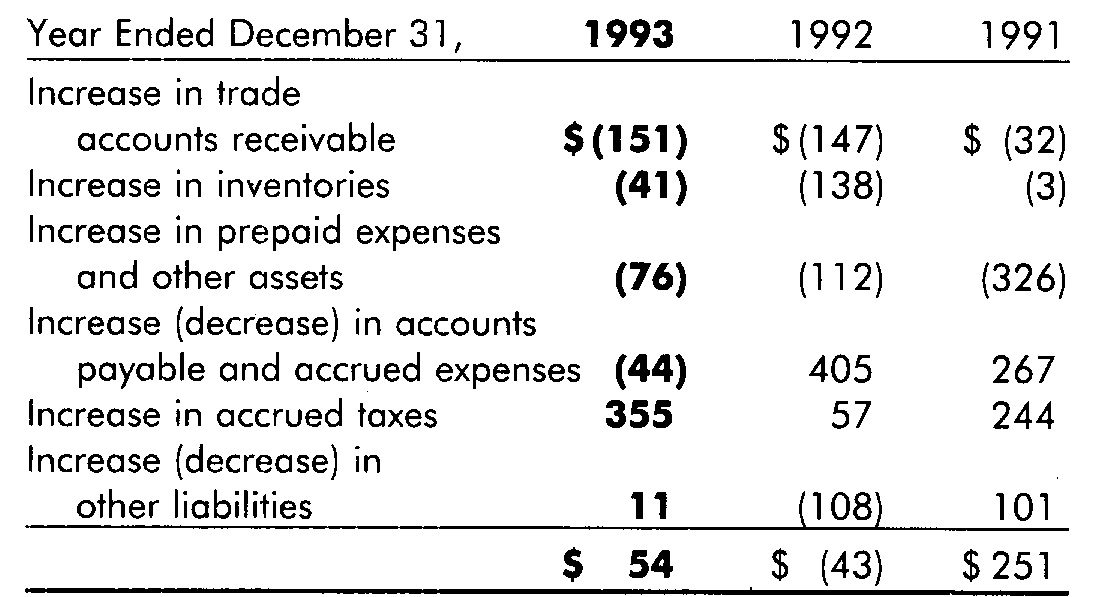 Year Ended December 31, 1993 1992 1991
Increase in trade
accounts receivable $(151) $(147) $ (32)
Increase in inventories (41) (138) (3)
Increase in prepaid expenses
and other assets (76) (112) (326)
Increase (decrease) in accounts
payable and accrued expenses (44) 405 267
Increase in accrued taxes 355 57 244
Increase (decrease) in
other liabilities 11 (108) 101
$ 54 $ (43) $ 251